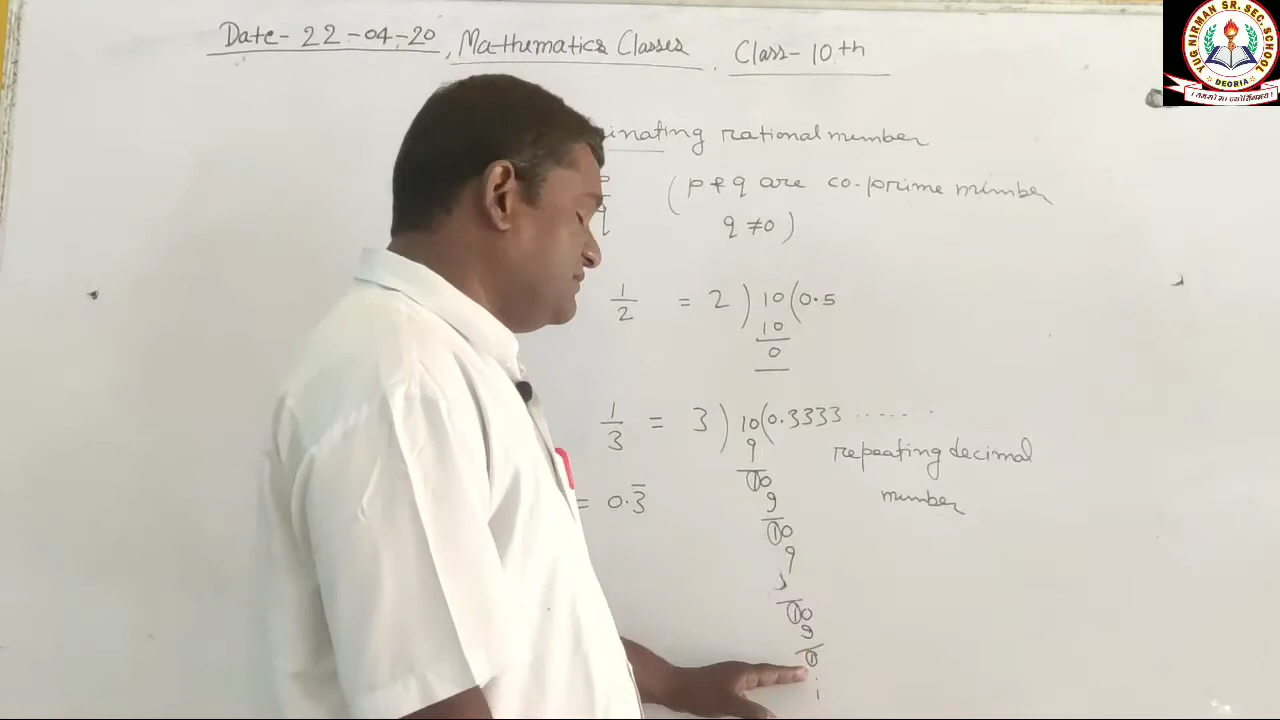 Date- 22-04-20, Mathematics Classes, Class- 10th
YUG NIRMAN SR. SEC. SCHOOL
DEORIA
inating rational number
p/q (p & q are co-prime number
q ≠ 0)
1/2 = 2 ) 10 ( 0.5
10
0
1/3 = 3 ) 10 ( 0.3333 ......
9
repeating decimal
10
number
= 0.3̅
9
10
9
10
9
1